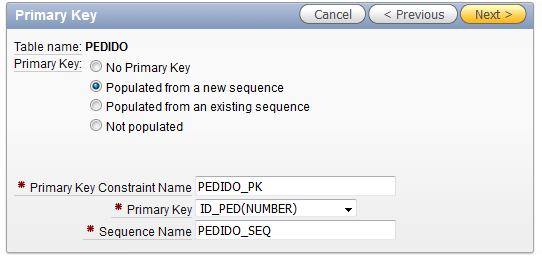 Primary Key
Cancel
< Previous
Next >
Table name: PEDIDO
Primary Key:
No Primary Key
Populated from a new sequence
Populated from an existing sequence
Not populated
* Primary Key Constraint Name PEDIDO_PK
* Primary Key ID_PED(NUMBER)
* Sequence Name PEDIDO_SEQ